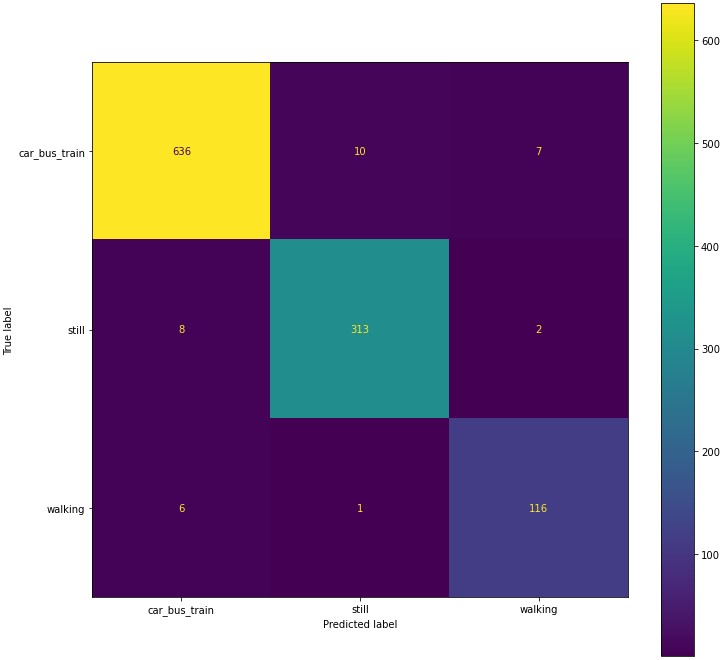 600
500
400
300
200
100
car_bus_train
636
10
7
still
8
313
2
walking
6
1
116
car_bus_train
still
walking
True label
Predicted label